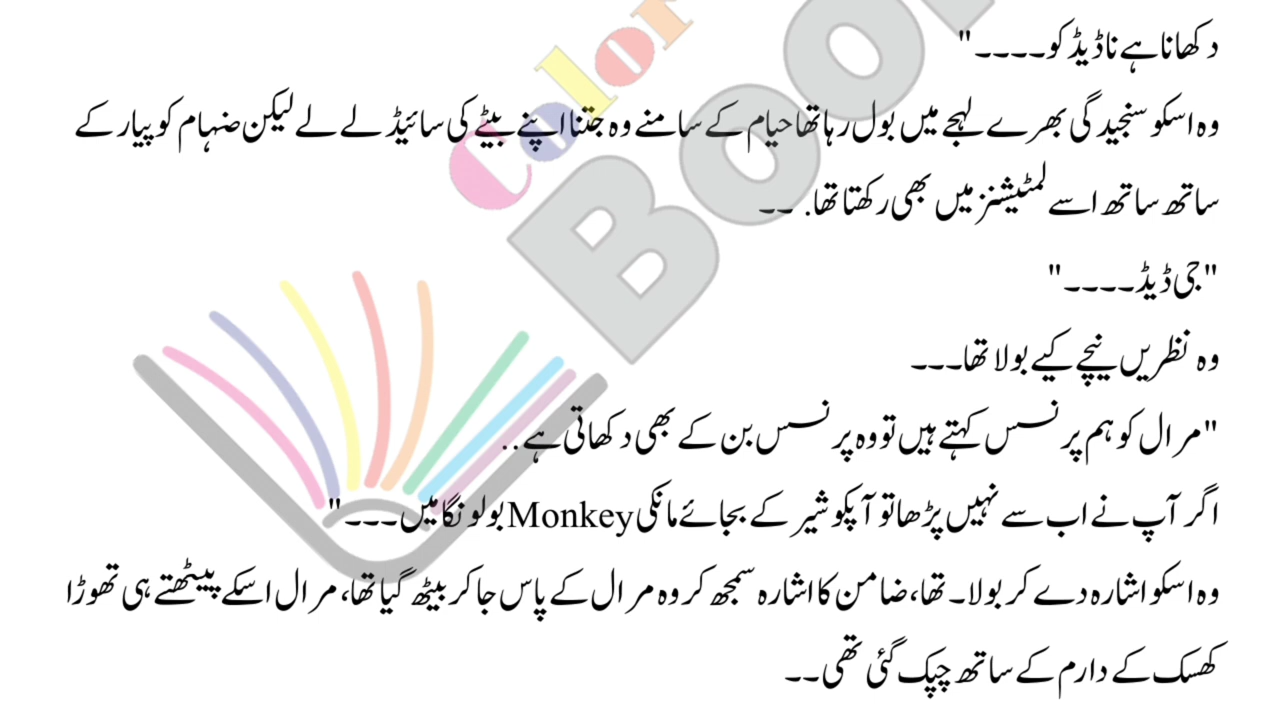 دکھانا ہے نا ڈیڈ کو۔۔۔۔"
وہ اسکو سنجیدگی بھرے لہجے میں بول رہا تھا حیام کے سامنے وہ جتنا اپنے بیٹے کی سائیڈ لے لے لیکن ضہام کو پیار کے
ساتھ ساتھ اسے لمٹیشنز میں بھی رکھتا تھا. ۔۔
"جی ڈیڈ۔۔۔۔"
وہ نظریں نیچے کیے بولا تھا۔۔۔
"مرال کو ہم پرنسس کہتے ہیں تو وہ پرنسس بن کے بھی دکھاتی ہے..
اگر آپ نے اب سے نہیں پڑھا تو آپکو شیر کے بجائے مانکی Monkey بولونگا میں۔۔۔"
وہ اسکو اشارہ دے کر بولا۔ تھا، ضامن کا اشارہ سمجھ کر وہ مرال کے پاس جا کر بیٹھ گیا تھا، مرال اسکے بیٹھتے ہی تھوڑا
کھسک کے دارم کے ساتھ چپک گئی تھی۔۔
Color
Book